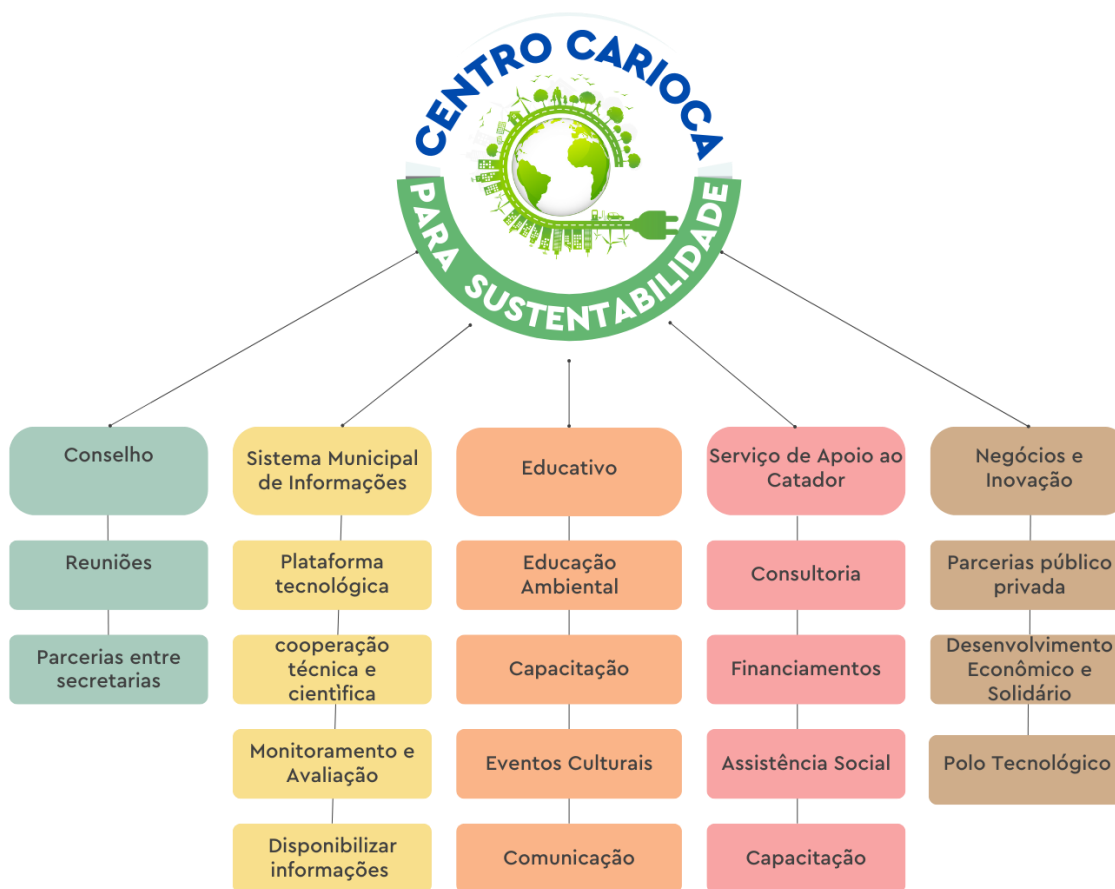 CENTRO CARIOCA
PARA SUSTENTABILIDADE
Conselho
Reuniões
Parcerias entre
secretarias
Sistema Municipal
de Informações
Plataforma
tecnológica
cooperação
técnica e
cientìfica
Monitoramento e
Avaliação
Disponibilizar
informações
Educativo
Educação
Ambiental
Capacitação
Eventos Culturais
Comunicação
Serviço de Apoio ao
Catador
Consultoria
Financiamentos
Assistência Social
Capacitação
Negócios e
Inovação
Parcerias público
privada
Desenvolvimento
Econômico e
Solidário
Polo Tecnológico